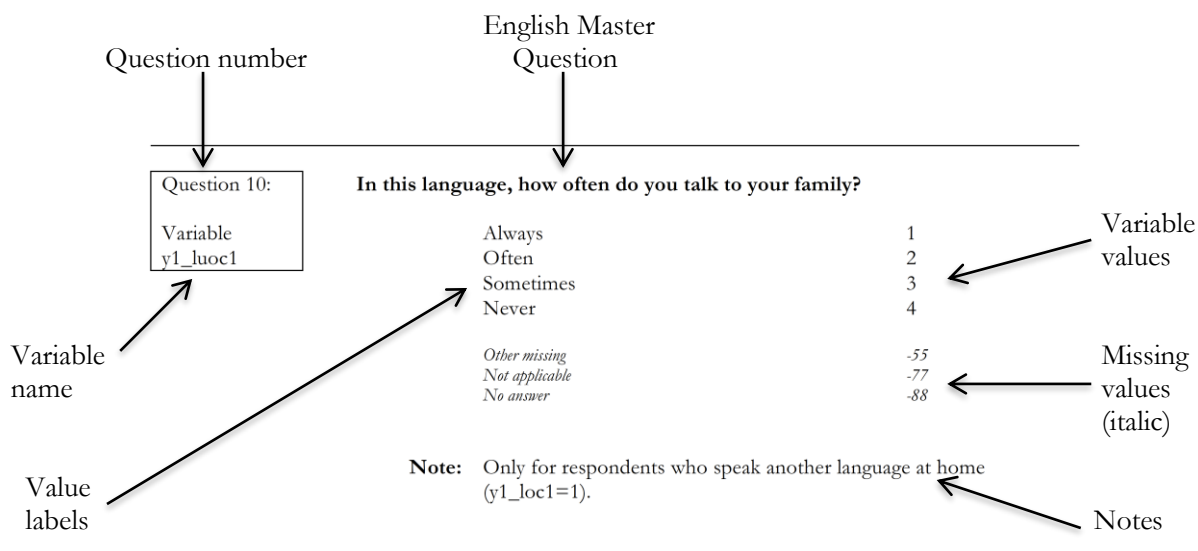 English Master
Question
Question number
Question 10:
In this language, how often do you talk to your family?
Variable
y1_luoc1
Always 1
Often 2
Sometimes 3
Never 4
Variable
values
Other missing -55
Not applicable -77
No answer -88
Variable
name
Missing
values
(italic)
Note: Only for respondents who speak another language at home
(y1_loc1=1).
Value
labels
Notes